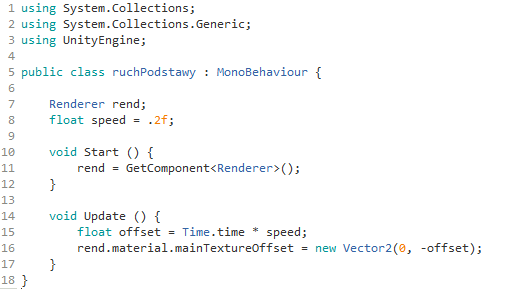 1 using System.Collections;
2 using System.Collections.Generic;
3 using UnityEngine;
4
5 public class ruchPodstawy : MonoBehaviour {
6
7     Renderer rend;
8     float speed = .2f;
9
10     void Start () {
11         rend = GetComponent<Renderer>();
12     }
13
14     void Update () {
15         float offset = Time.time * speed;
16         rend.material.mainTextureOffset = new Vector2(0, -offset);
17     }
18 }